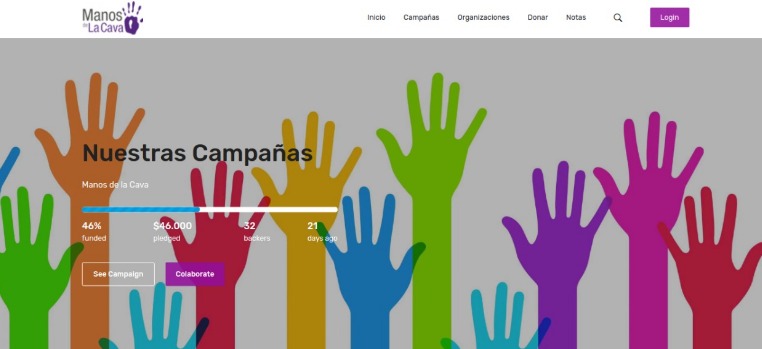 Manos
de La Cava
Inicio Campañas Organizaciones Donar Notas Login
Nuestras Campañas
Manos de la Cava
46% $46.000 32 21
funded pledged backers days ago
See Campaign Colaborate